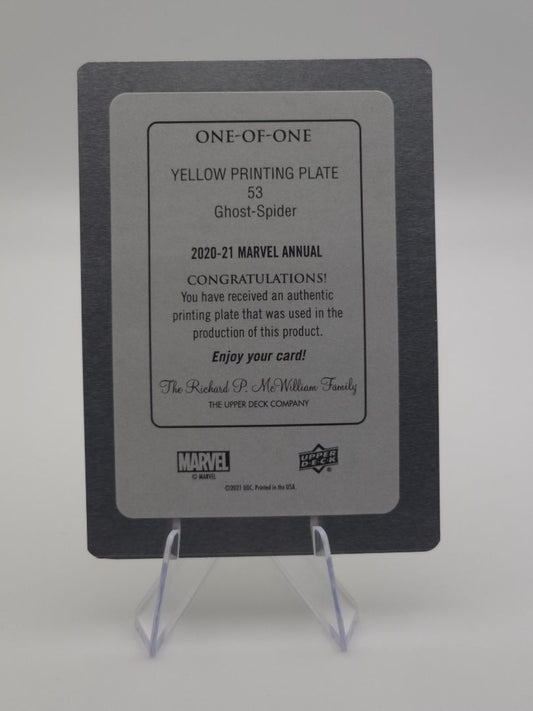 ONE-OF-ONE
YELLOW PRINTING PLATE
53
Ghost-Spider
2020-21 MARVEL ANNUAL
CONGRATULATIONS!
You have received an authentic
printing plate that was used in the
production of this product.
Enjoy your card!
The Richard P. McWilliam Family
THE UPPER DECK COMPANY
MARVEL
© MARVEL
UPPER
DECK
®
©2021 UDC. Printed in the USA.